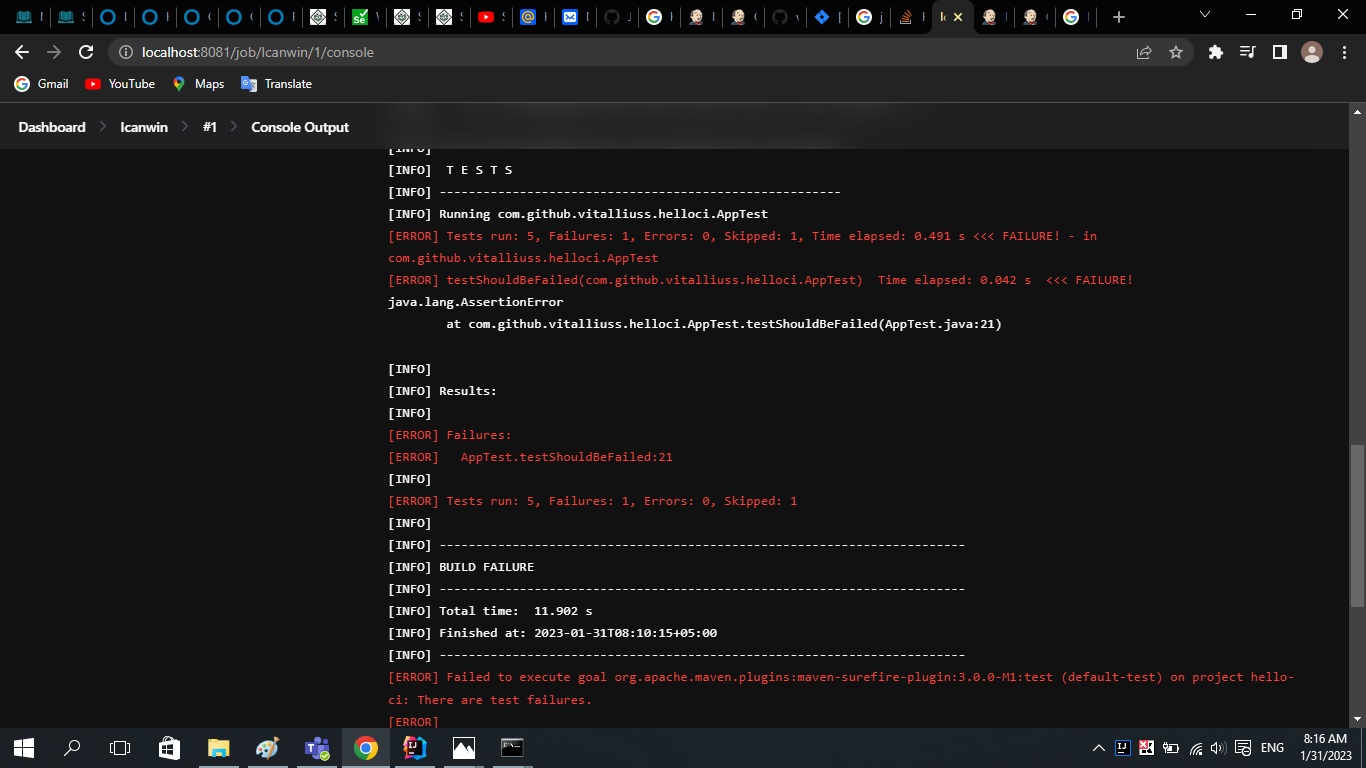 localhost:8081/job/Icanwin/1/console
Gmail YouTube Maps Translate
Dashboard Icanwin #1 Console Output
[INFO]
[INFO]  T E S T S
[INFO] -------------------------------------------------------
[INFO] Running com.github.vitalliuss.helloci.AppTest
[ERROR] Tests run: 5, Failures: 1, Errors: 0, Skipped: 1, Time elapsed: 0.491 s <<< FAILURE! - in
com.github.vitalliuss.helloci.AppTest
[ERROR] testShouldBeFailed(com.github.vitalliuss.helloci.AppTest)  Time elapsed: 0.042 s  <<< FAILURE!
java.lang.AssertionError
at com.github.vitalliuss.helloci.AppTest.testShouldBeFailed(AppTest.java:21)
[INFO]
[INFO] Results:
[INFO]
[ERROR] Failures:
[ERROR]   AppTest.testShouldBeFailed:21
[INFO]
[ERROR] Tests run: 5, Failures: 1, Errors: 0, Skipped: 1
[INFO]
[INFO] ------------------------------------------------------------------------
[INFO] BUILD FAILURE
[INFO] ------------------------------------------------------------------------
[INFO] Total time:  11.902 s
[INFO] Finished at: 2023-01-31T08:10:15+05:00
[INFO] ------------------------------------------------------------------------
[ERROR] Failed to execute goal org.apache.maven.plugins:maven-surefire-plugin:3.0.0-M1:test (default-test) on project hello-
ci: There are test failures.
[ERROR]
ENG
8:16 AM
1/31/2023